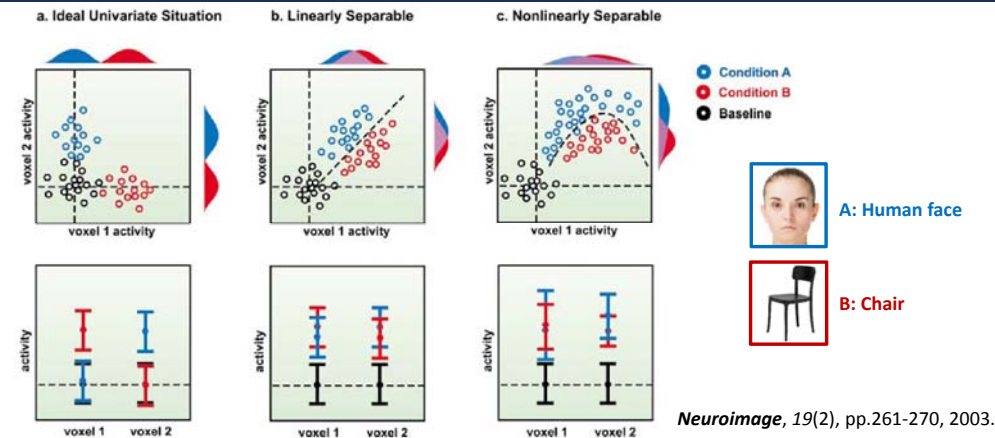 a. Ideal Univariate Situation
b. Linearly Separable
c. Nonlinearly Separable
voxel 2 activity
voxel 1 activity
voxel 2 activity
voxel 1 activity
voxel 2 activity
voxel 1 activity
Condition A
Condition B
Baseline
A: Human face
B: Chair
activity
voxel 1 voxel 2
activity
voxel 1 voxel 2
activity
voxel 1 voxel 2
Neuroimage, 19(2), pp.261-270, 2003.